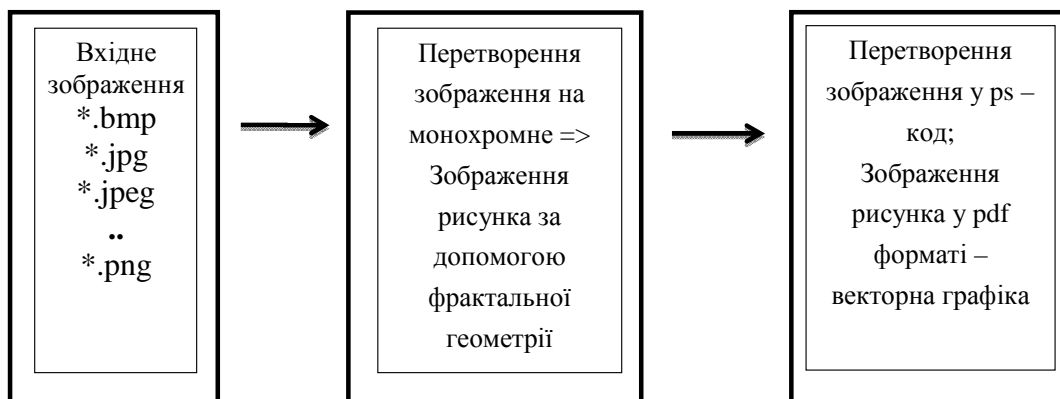 Вхідне
зображення
*.bmp
*.jpg
*.jpeg
..
*.png
Перетворення
зображення на
монохромне =>
Зображення
рисунка за
допомогою
фрактальної
геометрії
Перетворення
зображення у ps –
код;
Зображення
рисунка у pdf
форматі –
векторна графіка